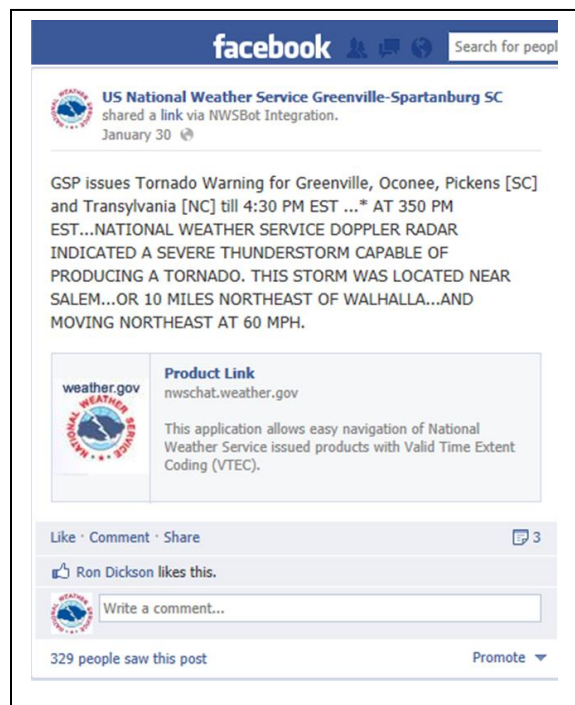 facebook
Search for peopl
US National Weather Service Greenville-Spartanburg SC
shared a link via NWSBot Integration.
January 30
GSP issues Tornado Warning for Greenville, Oconee, Pickens [SC]
and Transylvania [NC] till 4:30 PM EST ...* AT 350 PM
EST...NATIONAL WEATHER SERVICE DOPPLER RADAR
INDICATED A SEVERE THUNDERSTORM CAPABLE OF
PRODUCING A TORNADO. THIS STORM WAS LOCATED NEAR
SALEM...OR 10 MILES NORTHEAST OF WALHALLA...AND
MOVING NORTHEAST AT 60 MPH.
weather.gov
NATIONAL WEATHER SERVICE
Product Link
nwschat.weather.gov
This application allows easy navigation of National
Weather Service issued products with Valid Time Extent
Coding (VTEC).
Like · Comment · Share
3
Ron Dickson likes this.
Write a comment...
329 people saw this post
Promote